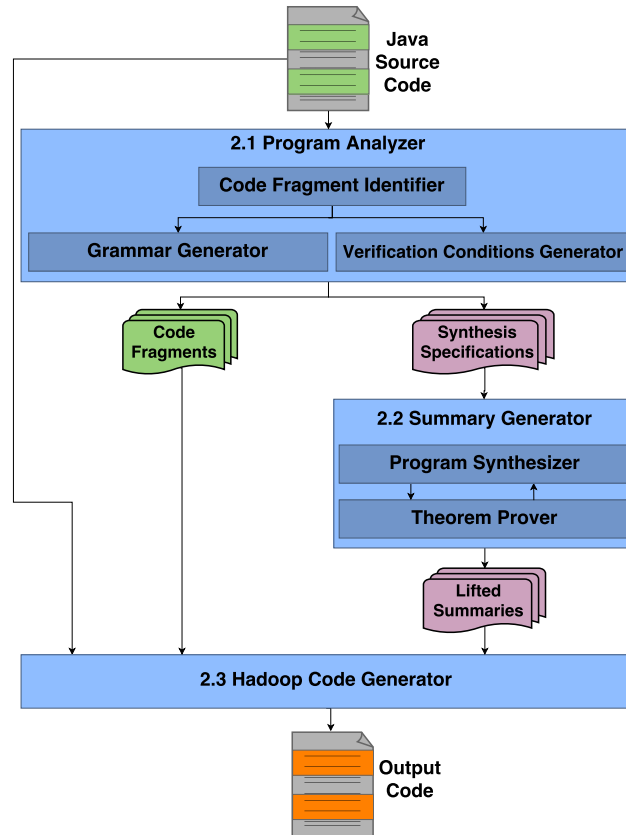 Java
Source
Code
2.1 Program Analyzer
Code Fragment Identifier
Grammar Generator
Verification Conditions Generator
Code
Fragments
Synthesis
Specifications
2.2 Summary Generator
Program Synthesizer
Theorem Prover
Lifted
Summaries
2.3 Hadoop Code Generator
Output
Code